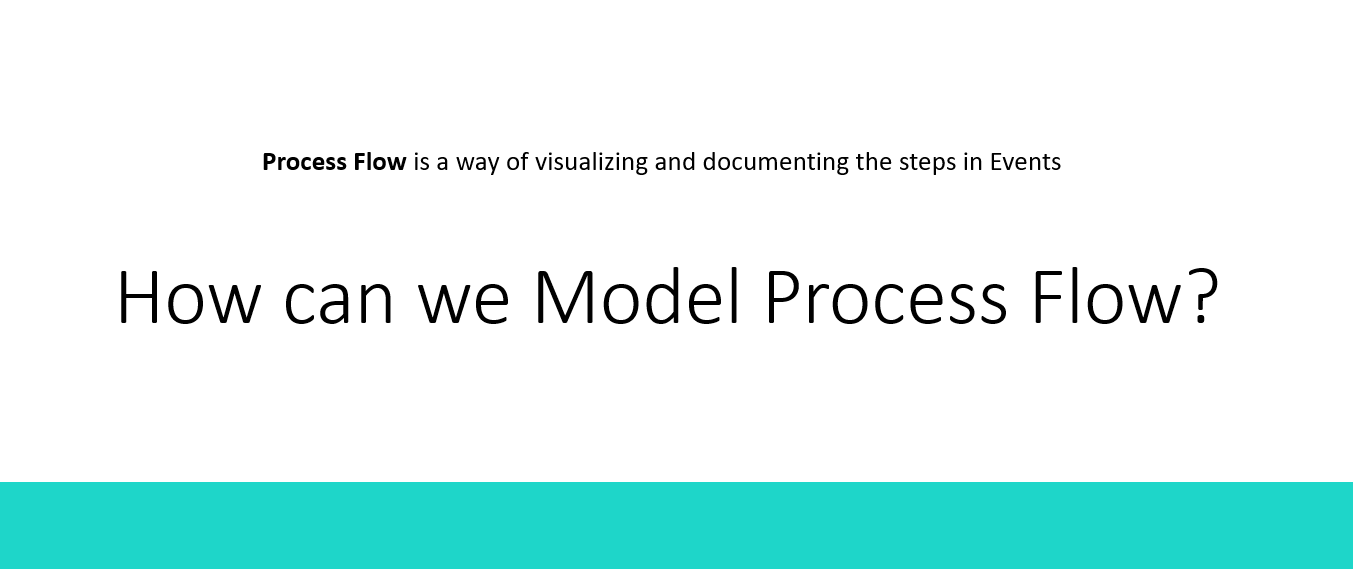 Process Flow is a way of visualizing and documenting the steps in Events
How can we Model Process Flow?